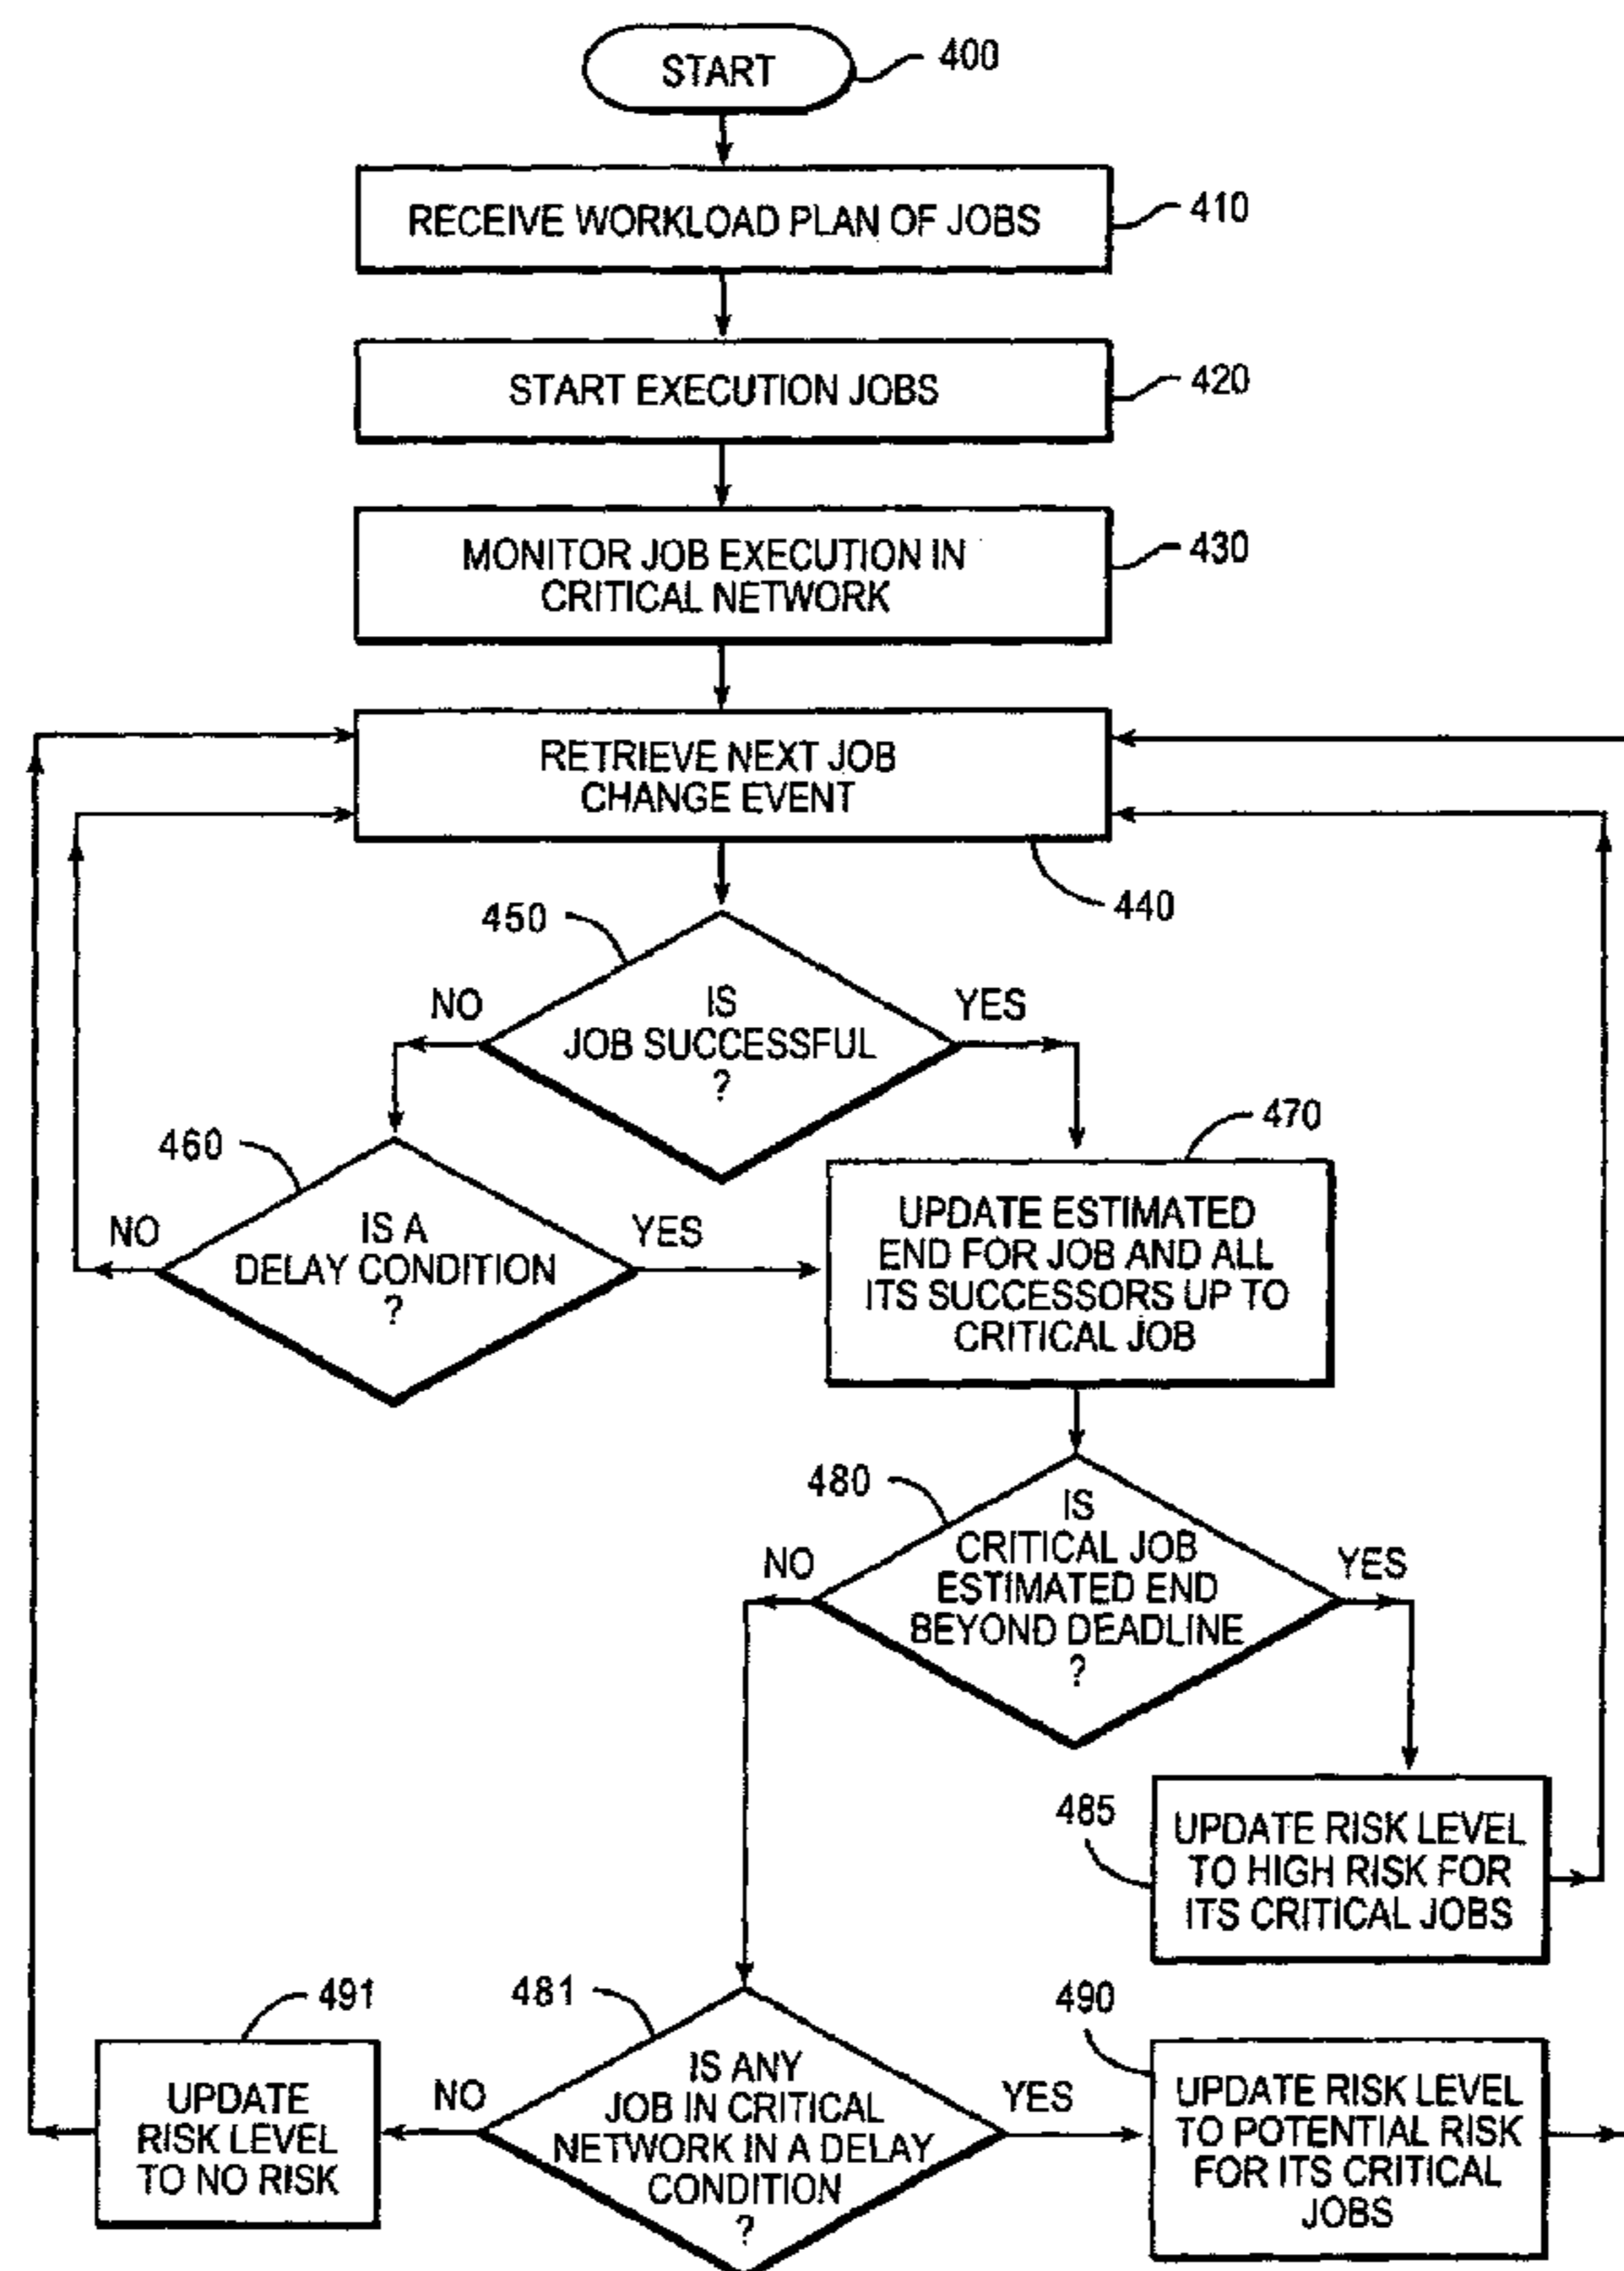 START
400
RECEIVE WORKLOAD PLAN OF JOBS
410
START EXECUTION JOBS
420
MONITOR JOB EXECUTION IN
CRITICAL NETWORK
430
RETRIEVE NEXT JOB
CHANGE EVENT
440
450
NO
IS
JOB SUCCESSFUL
?
YES
460
NO
IS A
DELAY CONDITION
?
YES
470
UPDATE ESTIMATED
END FOR JOB AND ALL
ITS SUCCESSORS UP TO
CRITICAL JOB
480
NO
IS
CRITICAL JOB
ESTIMATED END
BEYOND DEADLINE
?
YES
485
UPDATE RISK LEVEL
TO HIGH RISK FOR
ITS CRITICAL JOBS
491
UPDATE
RISK LEVEL
TO NO RISK
481
NO
IS ANY
JOB IN CRITICAL
NETWORK IN A DELAY
CONDITION
?
YES
490
UPDATE RISK LEVEL
TO POTENTIAL RISK
FOR ITS CRITICAL
JOBS